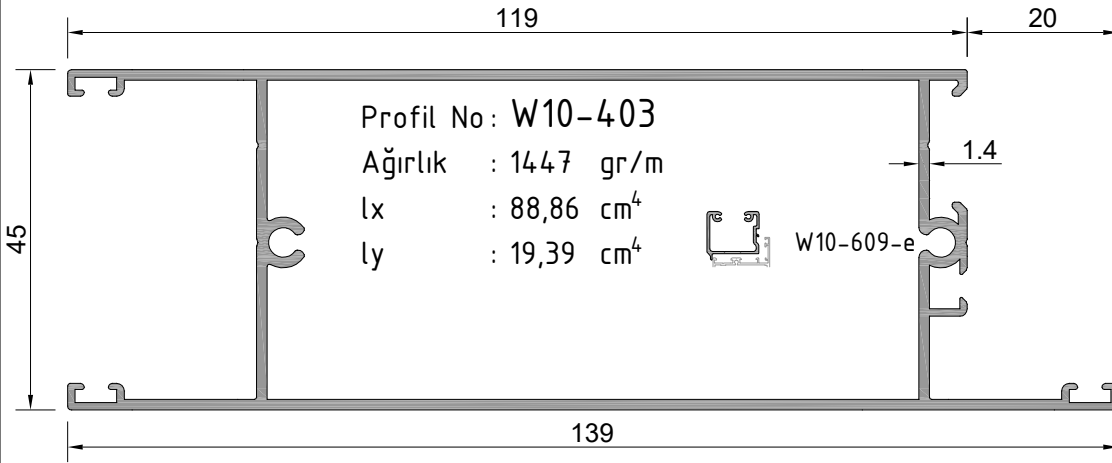 119
20
Profil No : W10-403
Ağırlık : 1447 gr/m
1.4
lx : 88,86 cm⁴
45
ly : 19,39 cm⁴
W10-609-e
139